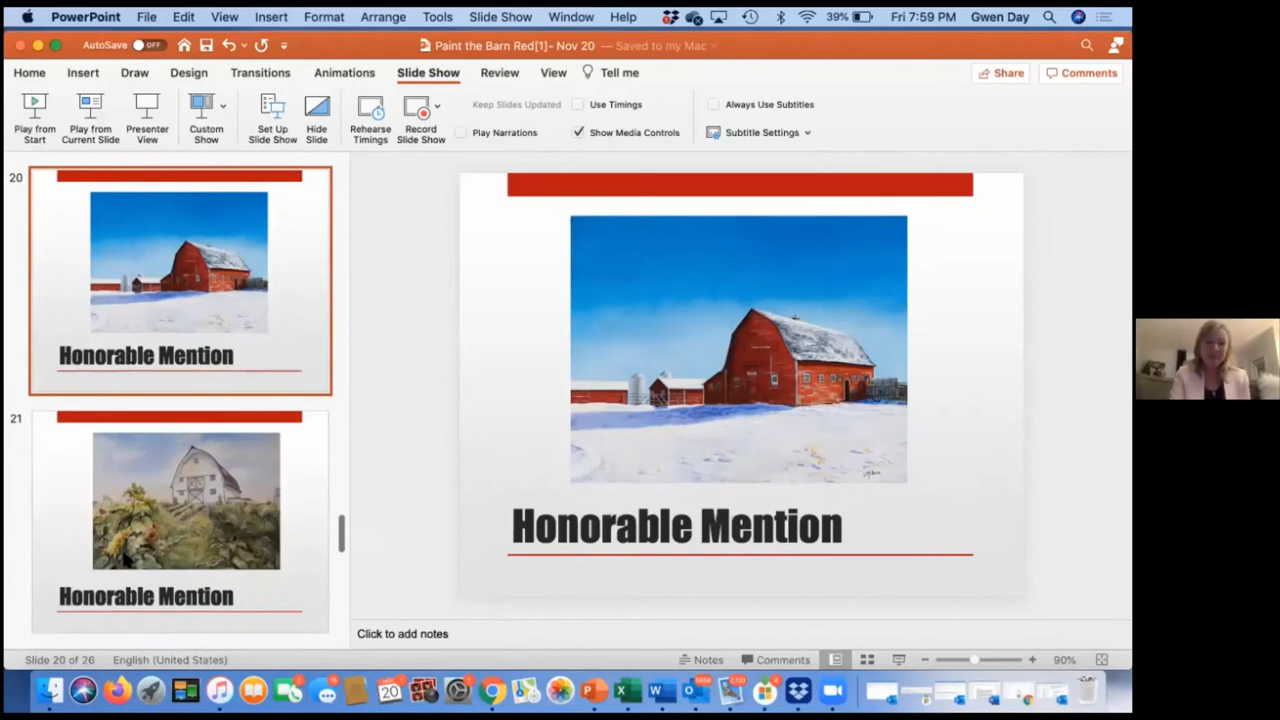 PowerPoint File Edit View Insert Format Arrange Tools Slide Show Window Help 39% Fri 7:59 PM Gwen Day
AutoSave OFF Paint the Barn Red[1]- Nov 20 — Saved to my Mac
Home Insert Draw Design Transitions Animations Slide Show Review View Tell me Share Comments
Keep Slides Updated Use Timings Always Use Subtitles
Play from Start Play from Current Slide Presenter View Custom Show Set Up Slide Show Hide Slide Rehearse Timings Record Slide Show Play Narrations Show Media Controls Subtitle Settings
20
Honorable Mention
21
Honorable Mention
Honorable Mention
Click to add notes
Slide 20 of 26 English (United States) Notes Comments 90%
20